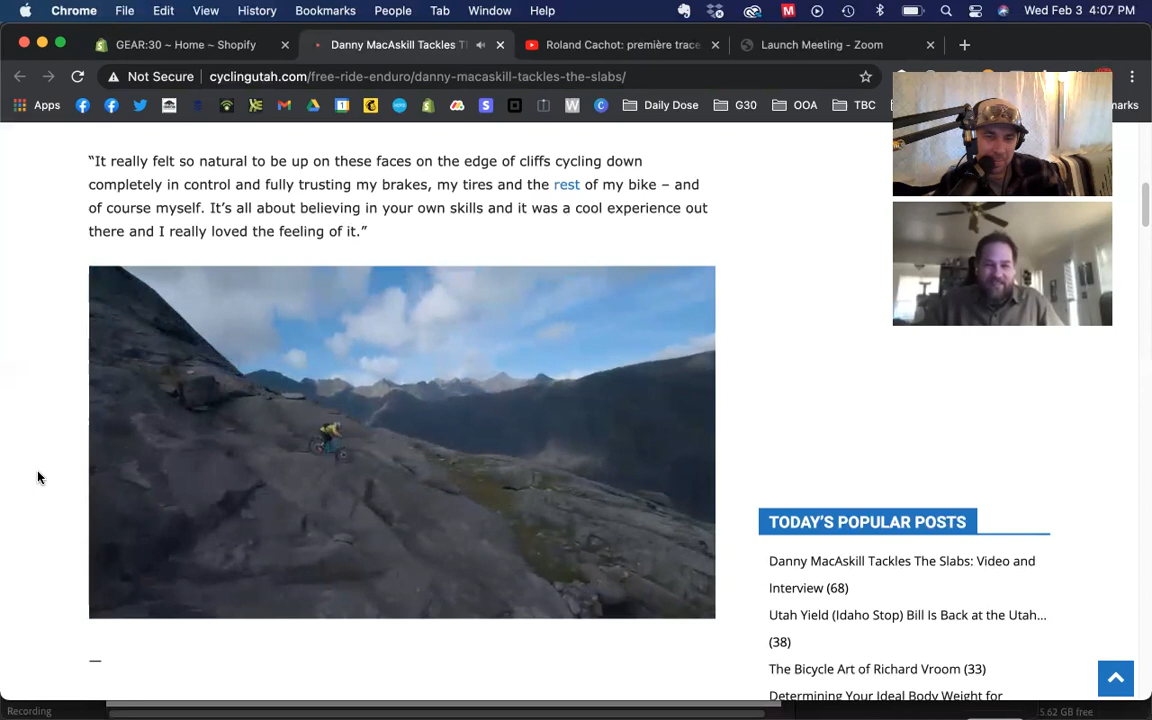 Chrome File Edit View History Bookmarks People Tab Window Help Wed Feb 3 4:07 PM
GEAR:30 ~ Home ~ Shopify
Danny MacAskill Tackles T
Roland Cachot: première trace
Launch Meeting - Zoom
Not Secure cyclingutah.com/free-ride-enduro/danny-macaskill-tackles-the-slabs/
Apps Daily Dose G30 OOA TBC marks
“It really felt so natural to be up on these faces on the edge of cliffs cycling down
completely in control and fully trusting my brakes, my tires and the rest of my bike – and
of course myself. It’s all about believing in your own skills and it was a cool experience out
there and I really loved the feeling of it.”
—
TODAY’S POPULAR POSTS
Danny MacAskill Tackles The Slabs: Video and
Interview (68)
Utah Yield (Idaho Stop) Bill Is Back at the Utah...
(38)
The Bicycle Art of Richard Vroom (33)
Determining Your Ideal Body Weight for
Recording
5.62 GB free